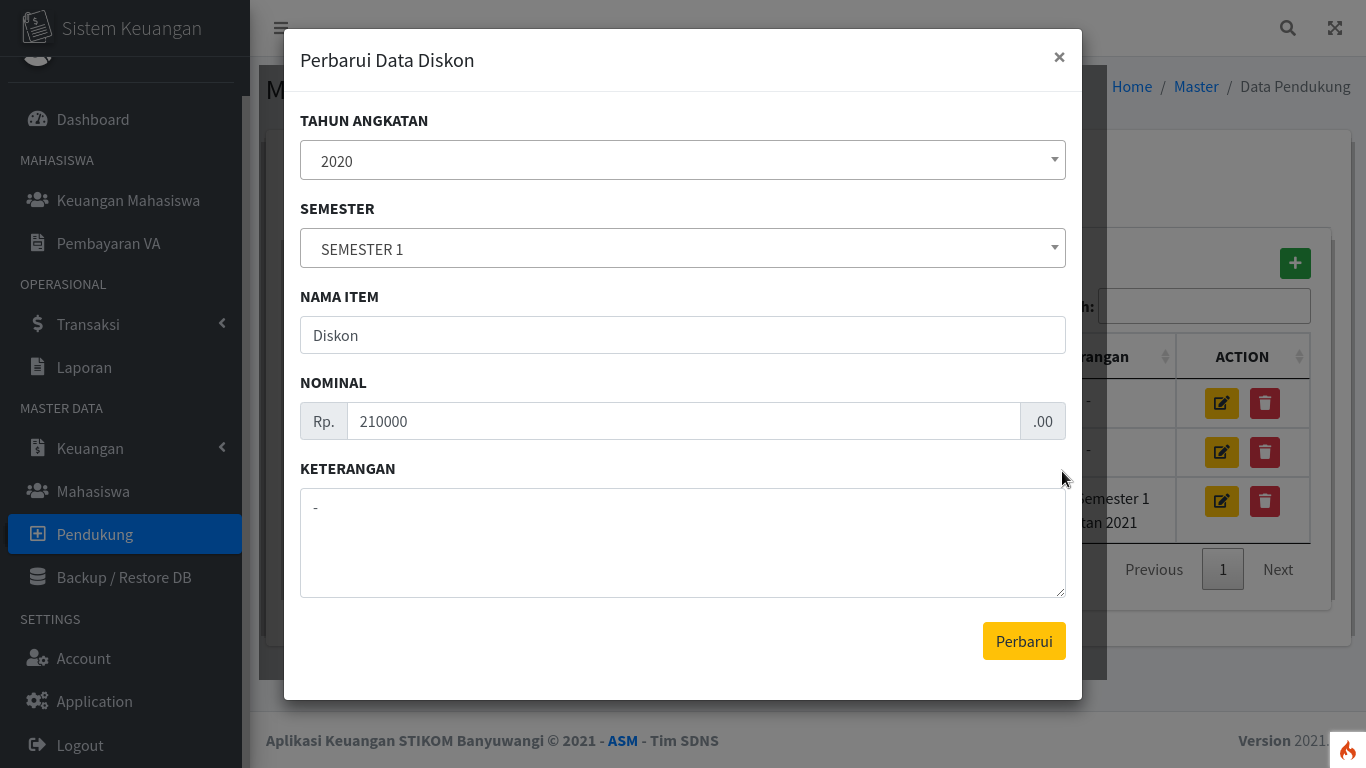 Sistem Keuangan
Dashboard
MAHASISWA
Keuangan Mahasiswa
Pembayaran VA
OPERASIONAL
Transaksi
Laporan
MASTER DATA
Keuangan
Mahasiswa
Pendukung
Backup / Restore DB
SETTINGS
Account
Application
Logout
M
Home / Master / Data Pendukung
Perbarui Data Diskon
×
TAHUN ANGKATAN
2020
SEMESTER
SEMESTER 1
NAMA ITEM
Diskon
NOMINAL
Rp. 210000 .00
KETERANGAN
-
Perbarui
h:
rangan ACTION
-
-
Semester 1
tan 2021
Previous 1 Next
Aplikasi Keuangan STIKOM Banyuwangi © 2021 - ASM - Tim SDNS
Version 2021.